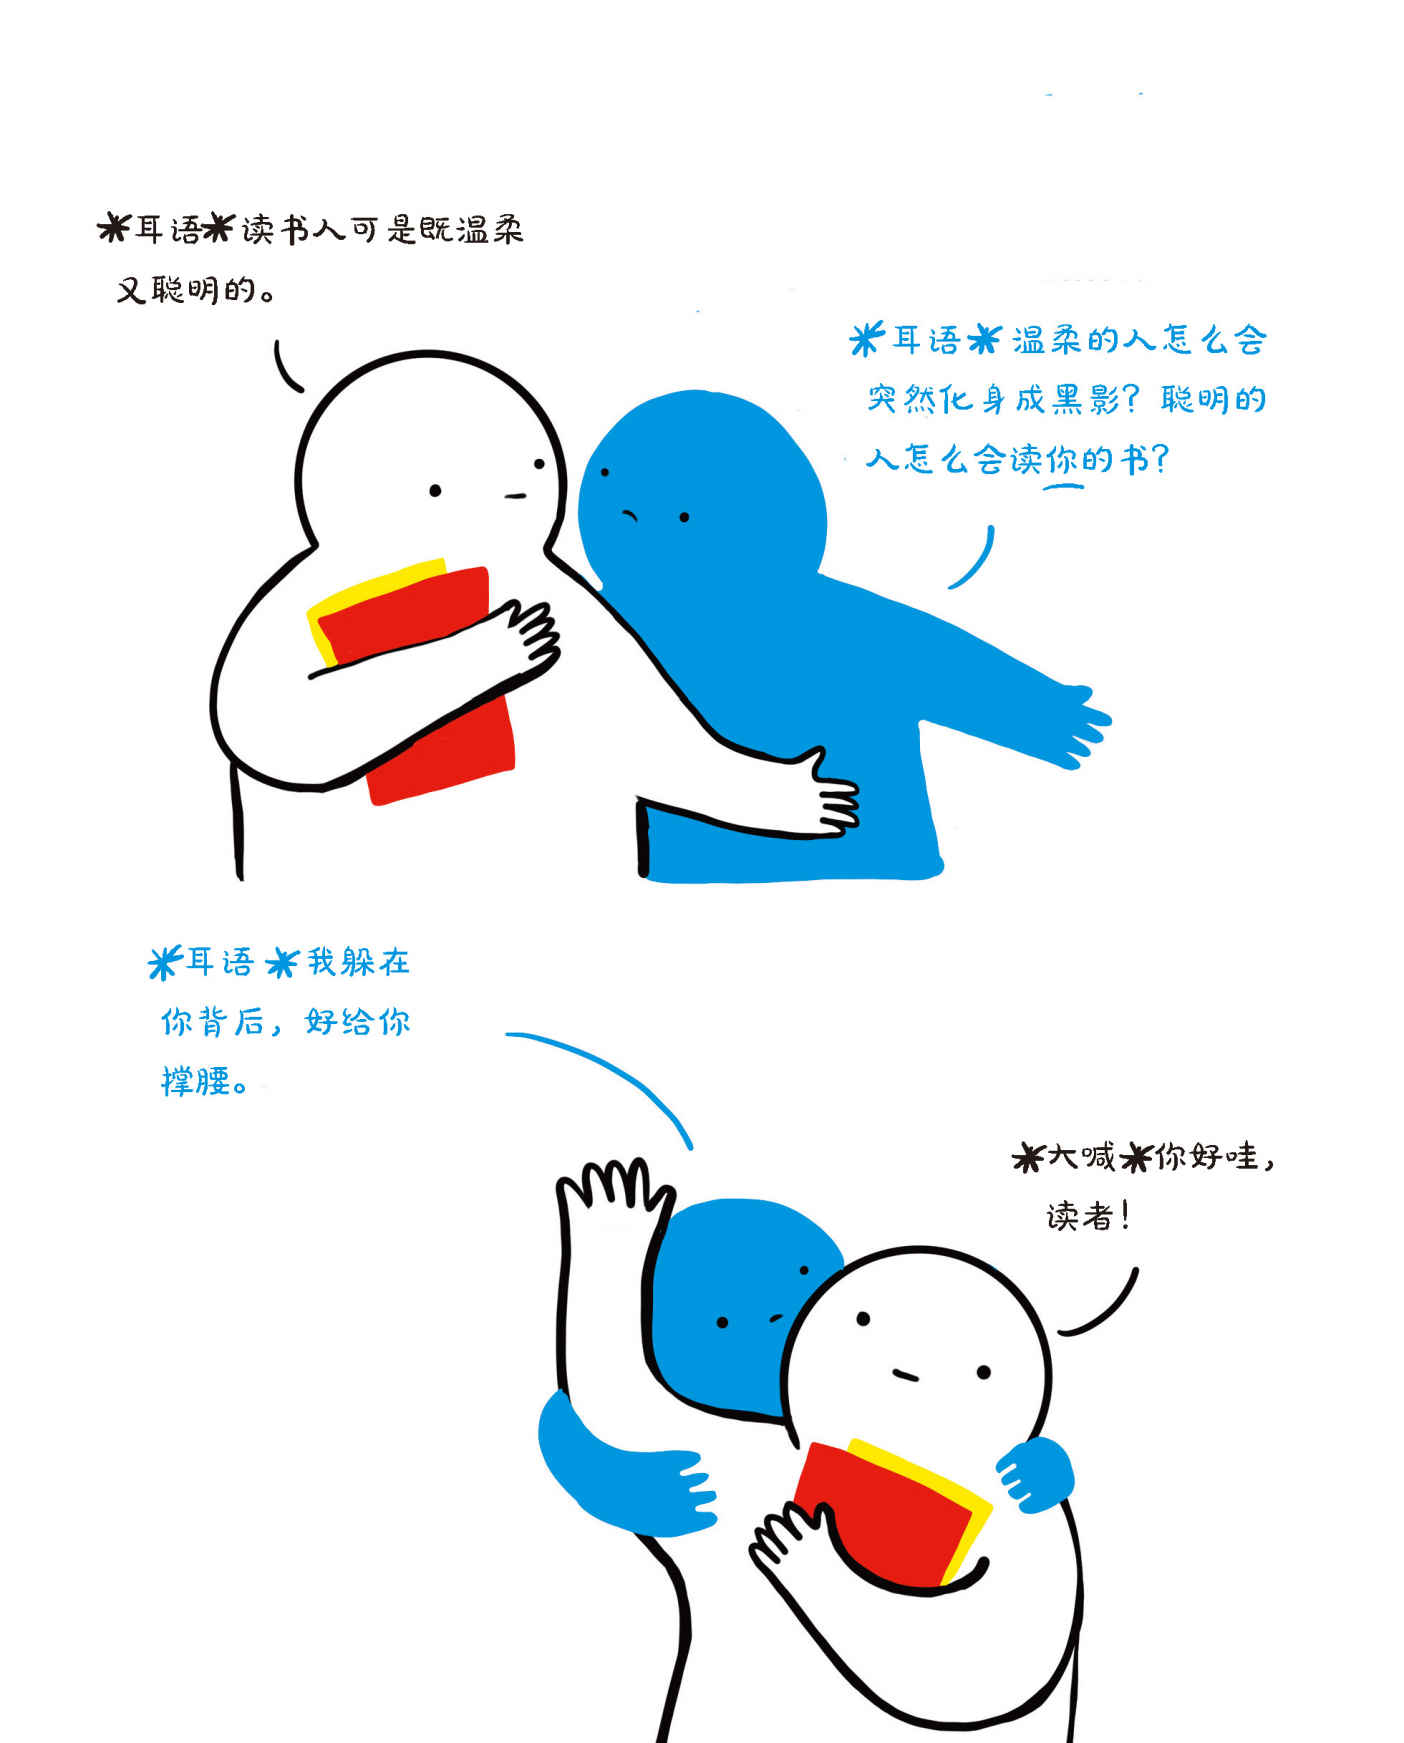 *耳语*读书人可是既温柔
又聪明的。
*耳语*温柔的人怎么会
突然化身成黑影？聪明的
人怎么会读你的书？
*耳语*我躲在
你背后，好给你
撑腰。
*大喊*你好哇，
读者！